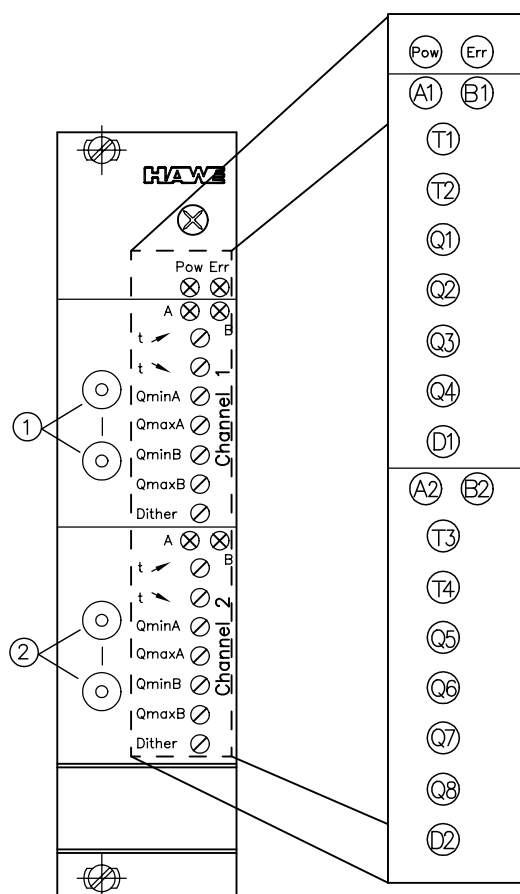 HAWE
Pow Err
A B
t
t
QminA
QmaxA
QminB
QmaxB
Dither
Channel 1
A B
t
t
QminA
QmaxA
QminB
QmaxB
Dither
Channel 2
1
2
Pow Err
A1 B1
T1
T2
Q1
Q2
Q3
Q4
D1
A2 B2
T3
T4
Q5
Q6
Q7
Q8
D2